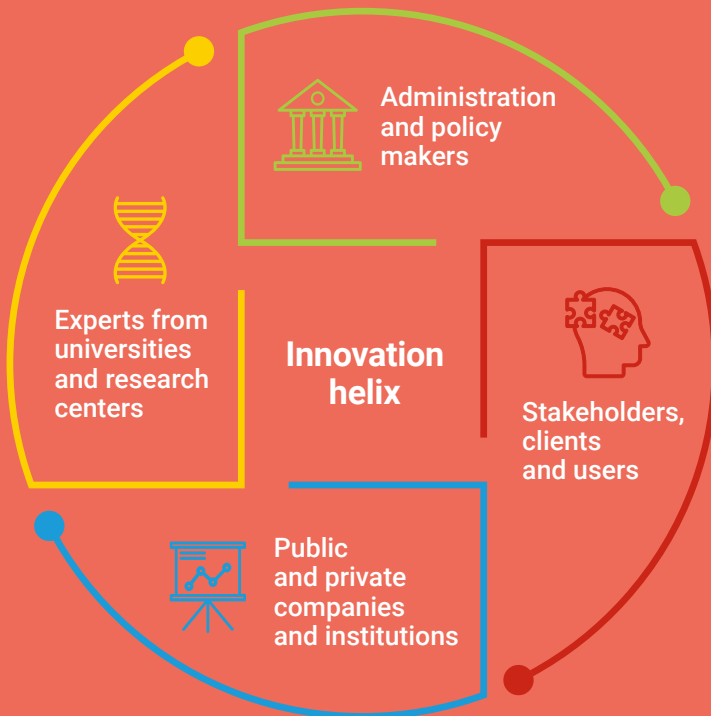 Administration
and policy
makers
Experts from
universities
and research
centers
Innovation
helix
Stakeholders,
clients
and users
Public
and private
companies
and institutions